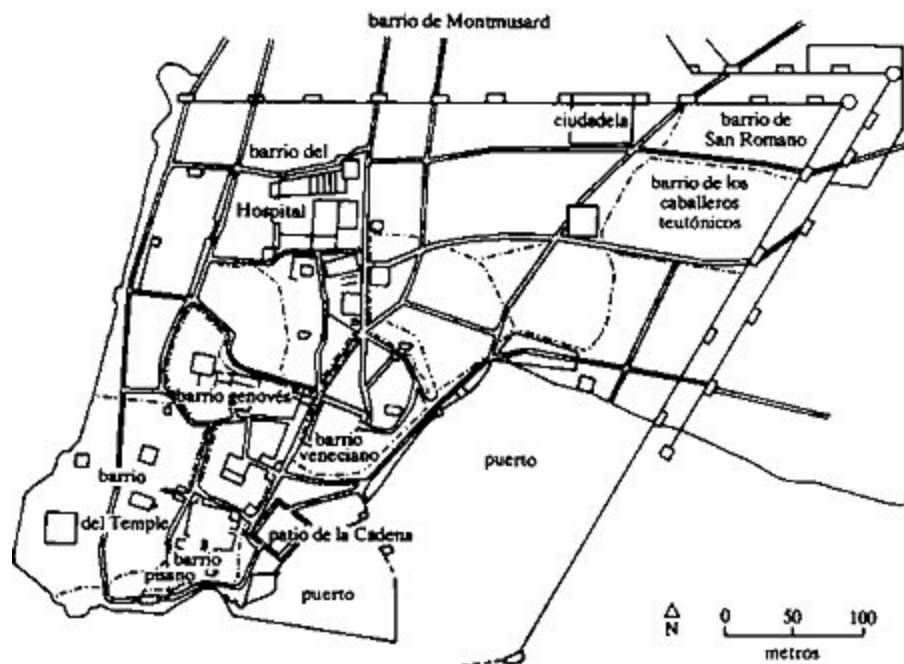 barrio de Montmusard
ciudadela
barrio de
San Romano
barrio del
Hospital
barrio de los
caballeros
teutónicos
barrio genovés
barrio
veneciano
puerto
barrio
del Temple
patio de la Cadena
barrio
pisano
puerto
N
0 50 100
metros